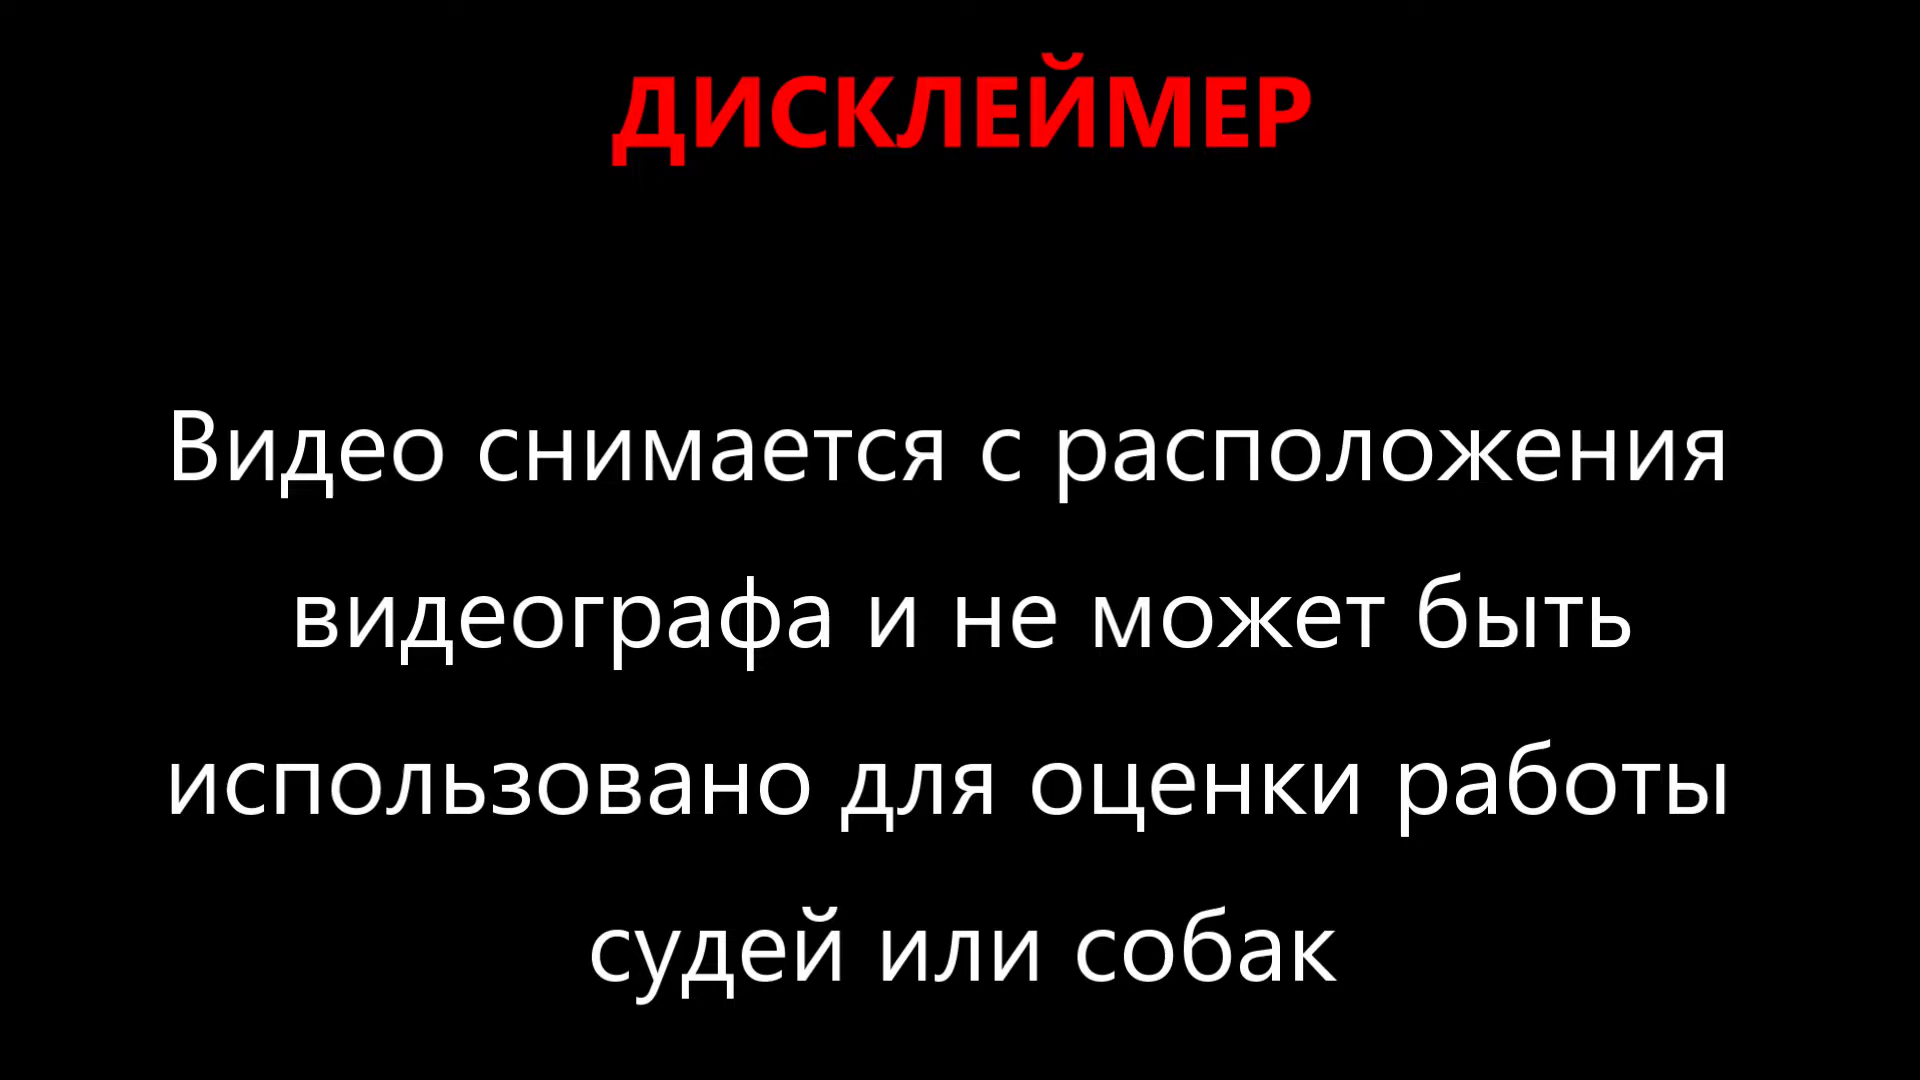 ДИСКЛЕЙМЕР
Видео снимается с расположения
видеографа и не может быть
использовано для оценки работы
судей или собак